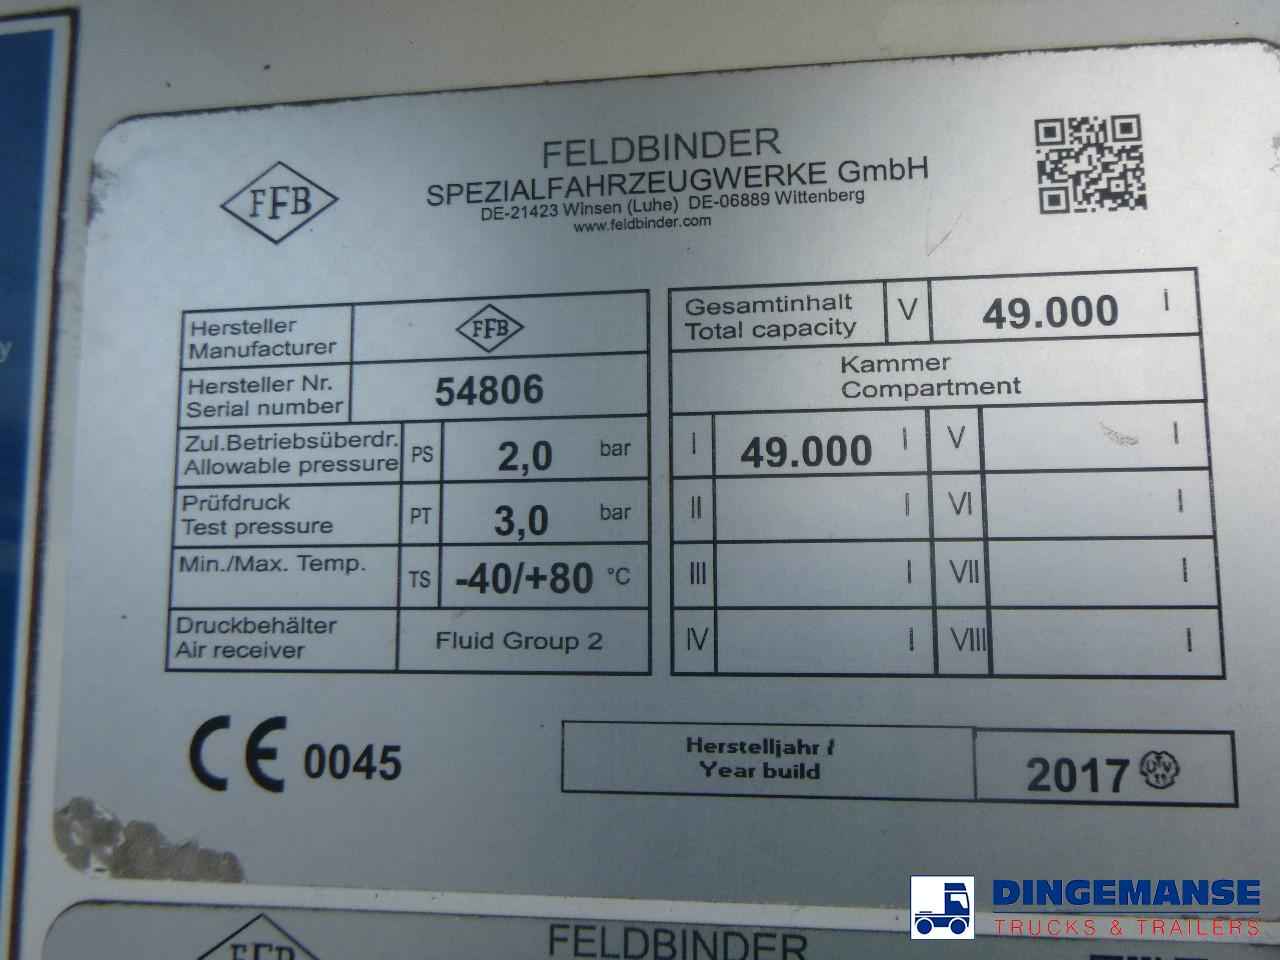 FFB
FELDBINDER
SPEZIALFAHRZEUGWERKE GmbH
DE-21423 Winsen (Luhe) DE-06889 Wittenberg
www.feldbinder.com
Hersteller
Manufacturer
FFB
Hersteller Nr.
Serial number
54806
Zul.Betriebsüberdr.
Allowable pressure
PS
2,0 bar
Prüfdruck
Test pressure
PT
3,0 bar
Min./Max. Temp.
TS
-40/+80 °C
Druckbehälter
Air receiver
Fluid Group 2
Gesamtinhalt
Total capacity
V
49.000 l
Kammer
Compartment
I 49.000 l V l
II l VI l
III l VII l
IV l VIII l
CE 0045
Herstelljahr /
Year build
2017
FFB
FELDBINDER
DINGEMANSE
TRUCKS & TRAILERS
y